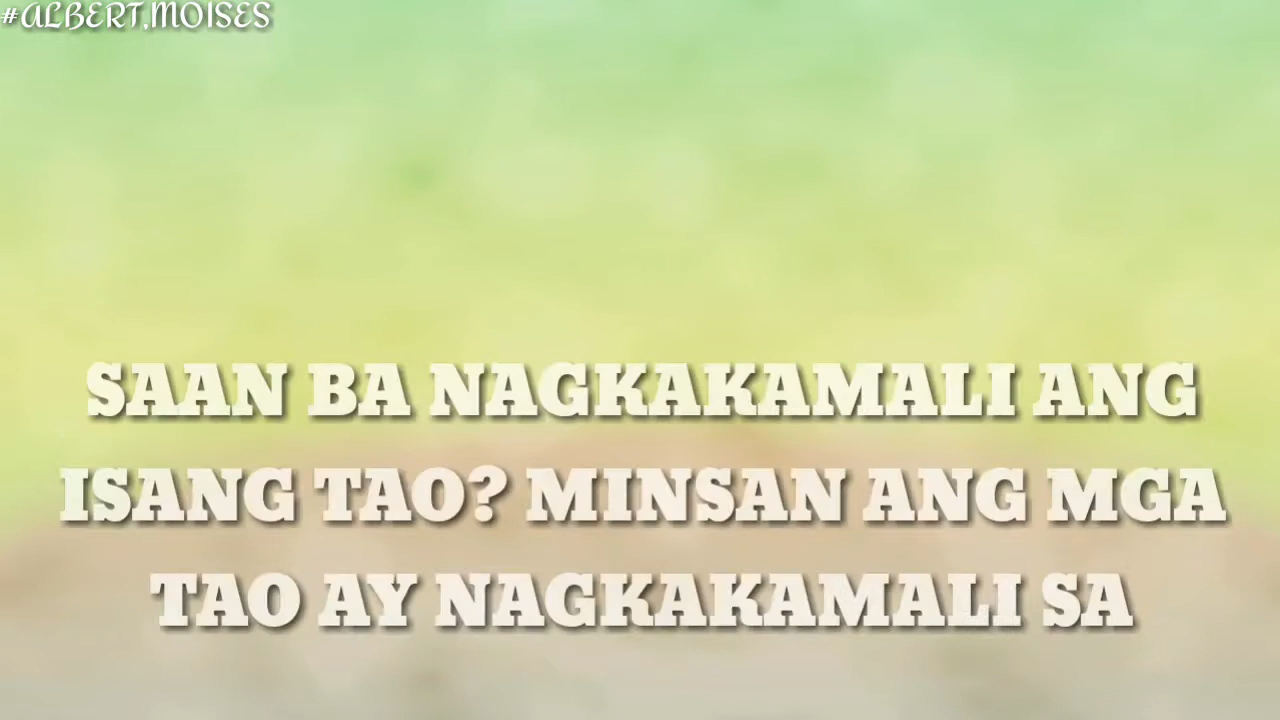 #ALBERT.MOISES
SAAN BA NAGKAKAMALI ANG
ISANG TAO? MINSAN ANG MGA
TAO AY NAGKAKAMALI SA